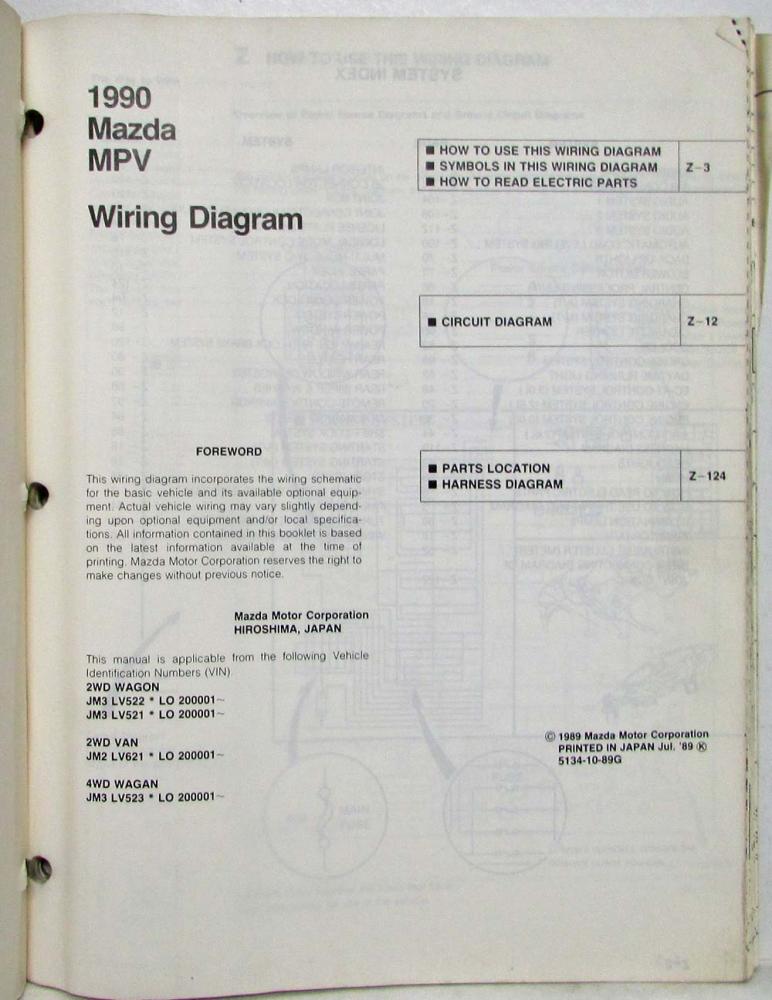 1990
Mazda
MPV
Wiring Diagram
■ HOW TO USE THIS WIRING DIAGRAM
■ SYMBOLS IN THIS WIRING DIAGRAM
■ HOW TO READ ELECTRIC PARTS
Z–3
■ CIRCUIT DIAGRAM
Z–12
■ PARTS LOCATION
■ HARNESS DIAGRAM
Z–124
FOREWORD
This wiring diagram incorporates the wiring schematic
for the basic vehicle and its available optional equip-
ment. Actual vehicle wiring may vary slightly depend-
ing upon optional equipment and/or local specifica-
tions. All information contained in this booklet is based
on the latest information available at the time of
printing. Mazda Motor Corporation reserves the right to
make changes without previous notice.
Mazda Motor Corporation
HIROSHIMA, JAPAN
This manual is applicable from the following Vehicle
Identification Numbers (VIN)
2WD WAGON
JM3 LV522 * LO 200001~
JM3 LV521 * LO 200001~
2WD VAN
JM2 LV621 * LO 200001~
4WD WAGAN
JM3 LV523 * LO 200001~
© 1989 Mazda Motor Corporation
PRINTED IN JAPAN Jul. '89 Ⓚ
5134-10-89G